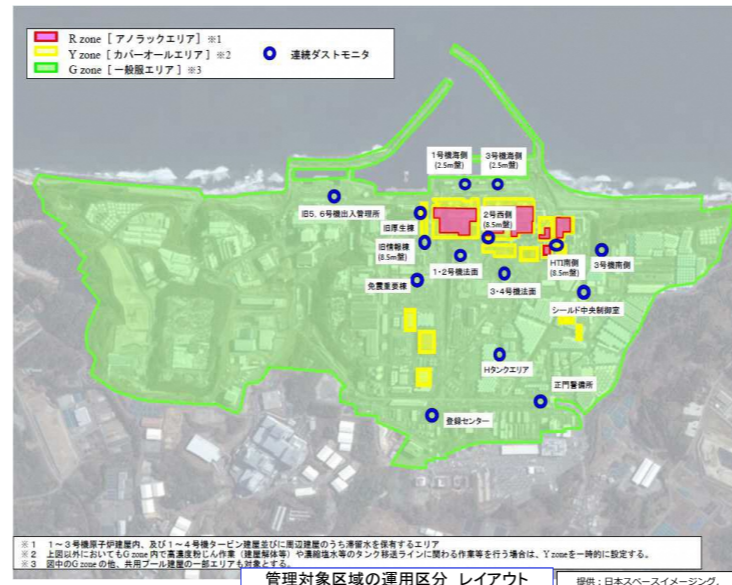 R zone [ アノラックエリア] ※1
Y zone [ カバーオールエリア] ※2
G zone [ 一般服エリア] ※3
連続ダストモニタ
1号機海側
(2.5m盤)
3号機海側
(2.5m盤)
旧5、6号機出入管理所
旧厚生棟
2号西側
(8.5m盤)
旧情報棟
(8.5m盤)
1・2号機法面
HTI南側
(8.5m盤)
3号機南側
免震重要棟
3・4号機法面
シールド中央制御室
Hタンクエリア
正門警備所
登録センター
※1 1～3号機原子炉建屋内、及び1～4号機タービン建屋並びに周辺建屋のうち滞留水を保有するエリア
※2 上図以外においてもG zone 内で高濃度粉じん作業（建屋解体等）や濃縮塩水等のタンク移送ラインに関わる作業等を行う場合は、Y zoneを一時的に設定する。
※3 図中のG zone の他、共用プール建屋の一部エリアも対象とする。
管理対象区域の運用区分 レイアウト
提供：日本スペースイメージング，